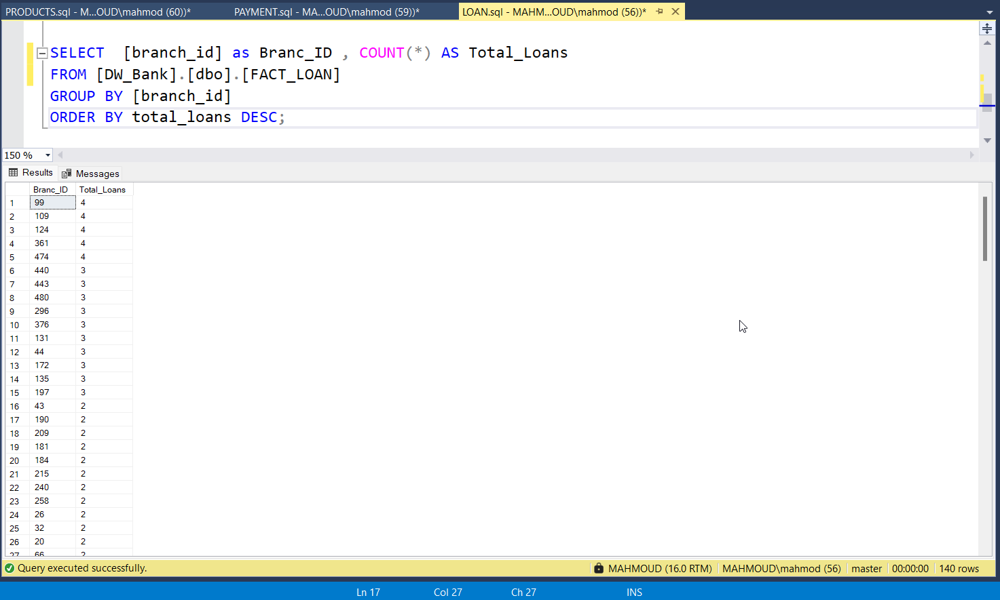 PRODUCTS.sql - M...OUD\mahmod (60))* PAYMENT.sql - MA...OUD\mahmod (59))* LOAN.sql - MAHM...OUD\mahmod (56))*
SELECT [branch_id] as Branc_ID , COUNT(*) AS Total_Loans
FROM [DW_Bank].[dbo].[FACT_LOAN]
GROUP BY [branch_id]
ORDER BY total_loans DESC;
150 %
Results Messages
Branc_ID Total_Loans
1 99 4
2 109 4
3 124 4
4 361 4
5 474 4
6 440 3
7 443 3
8 480 3
9 296 3
10 376 3
11 131 3
12 44 3
13 172 3
14 135 3
15 197 3
16 43 2
17 190 2
18 209 2
19 181 2
20 184 2
21 215 2
22 240 2
23 258 2
24 26 2
25 32 2
26 20 2
27 66 2
Query executed successfully. MAHMOUD (16.0 RTM) MAHMOUD\mahmod (56) master 00:00:00 140 rows
Ln 17 Col 27 Ch 27 INS